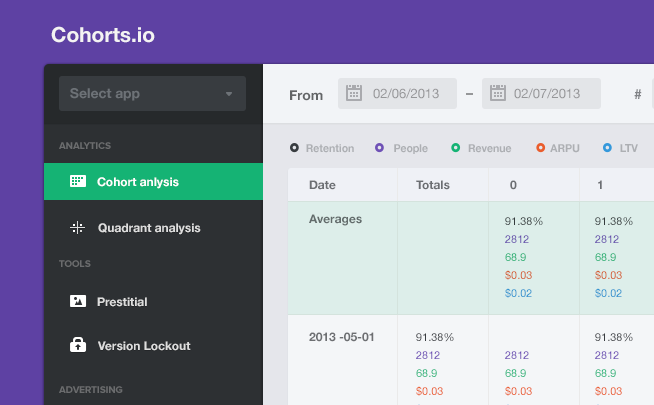 Cohorts.io
Select app
ANALYTICS
Cohort anlysis
Quadrant analysis
TOOLS
Prestitial
Version Lockout
ADVERTISING
From 02/06/2013 – 02/07/2013 #
Retention People Revenue ARPU LTV
Date Totals 0 1
Averages 91.38% 91.38%
2812 2812
68.9 68.9
$0.03 $0.03
$0.02 $0.02
2013 -05-01 91.38% 91.38%
2812 2812 2812
68.9 68.9 68.9
$0.03 $0.03 $0.03